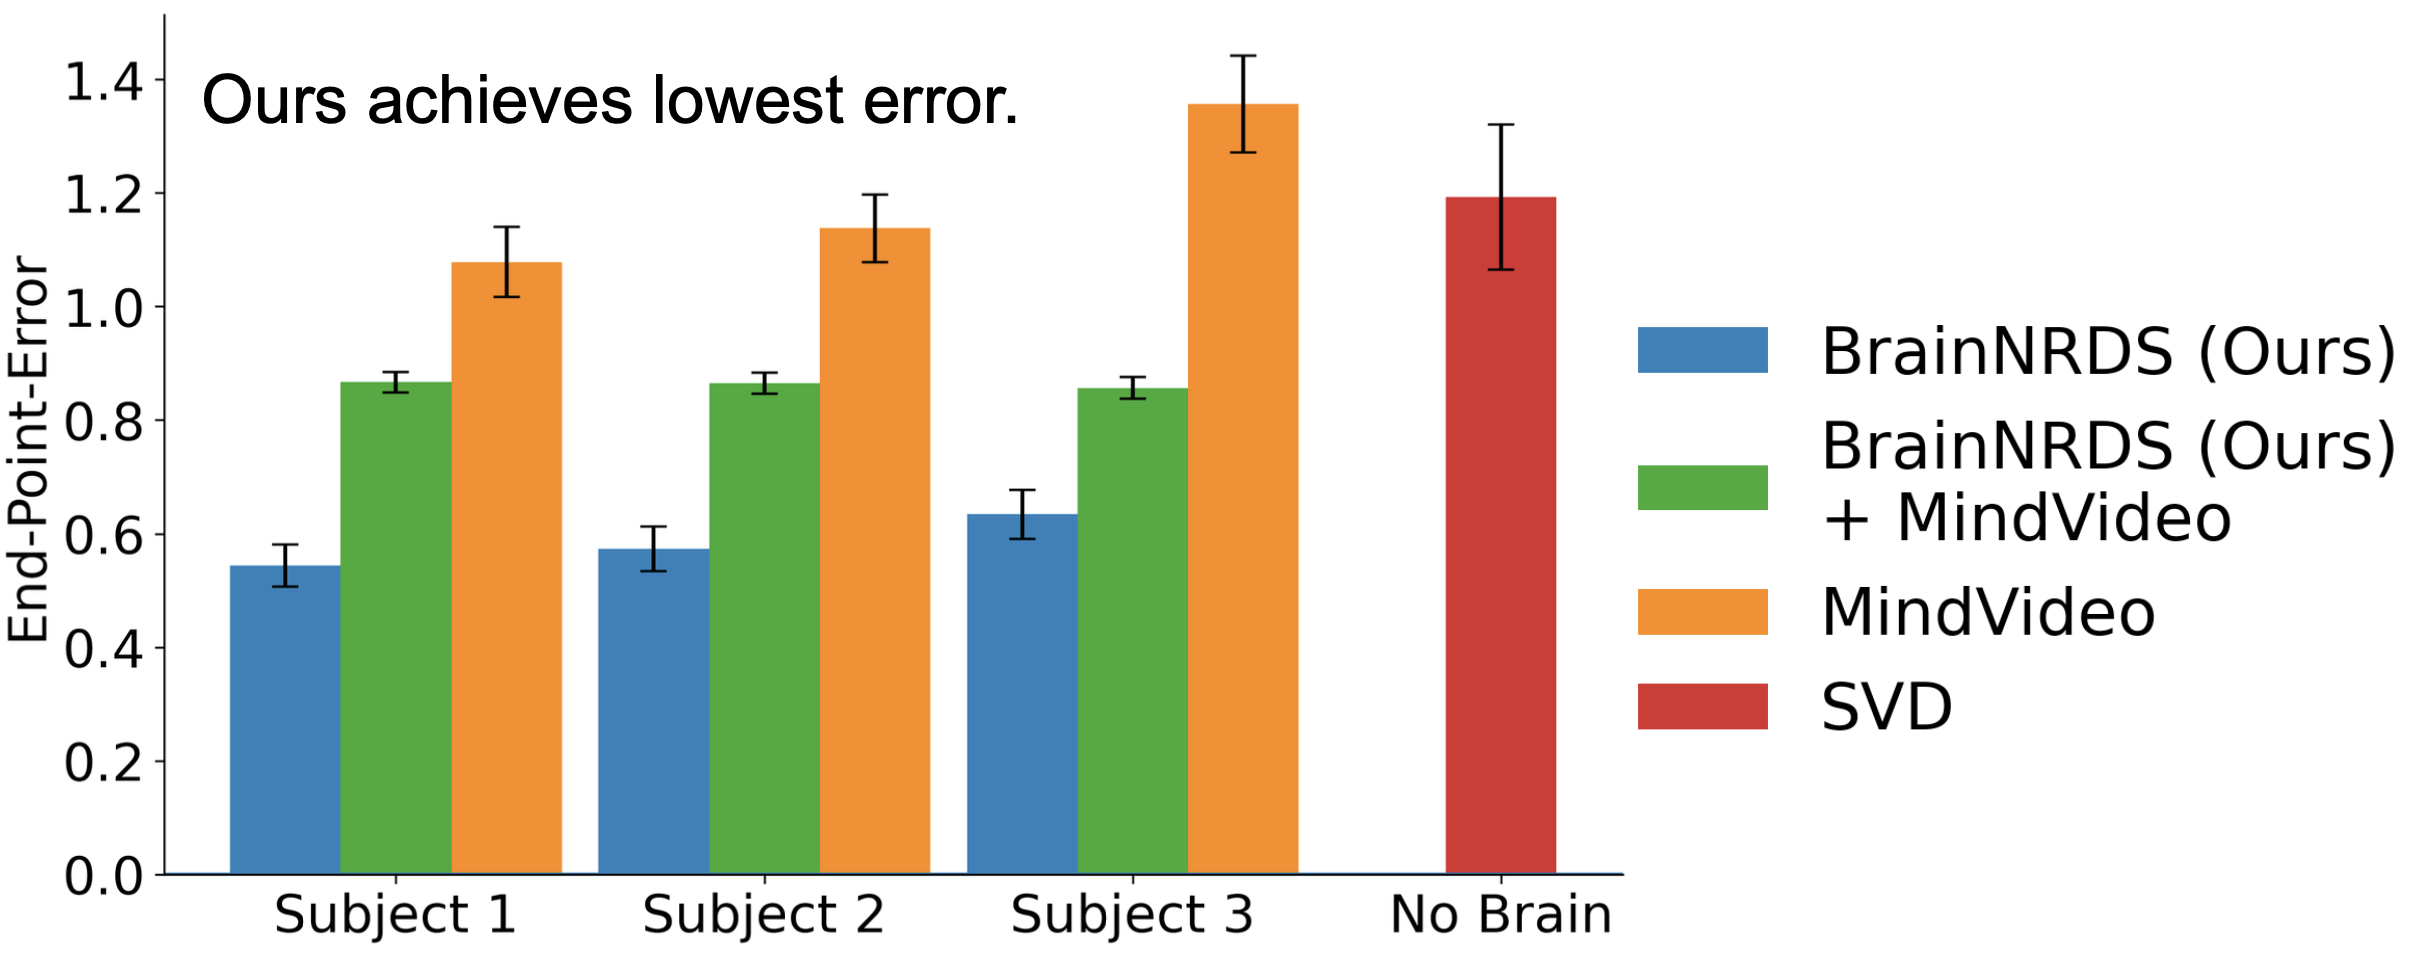 Ours achieves lowest error.
End-Point-Error
1.4
1.2
1.0
0.8
0.6
0.4
0.2
0.0
Subject 1
Subject 2
Subject 3
No Brain
BrainNRDS (Ours)
BrainNRDS (Ours)
+ MindVideo
MindVideo
SVD